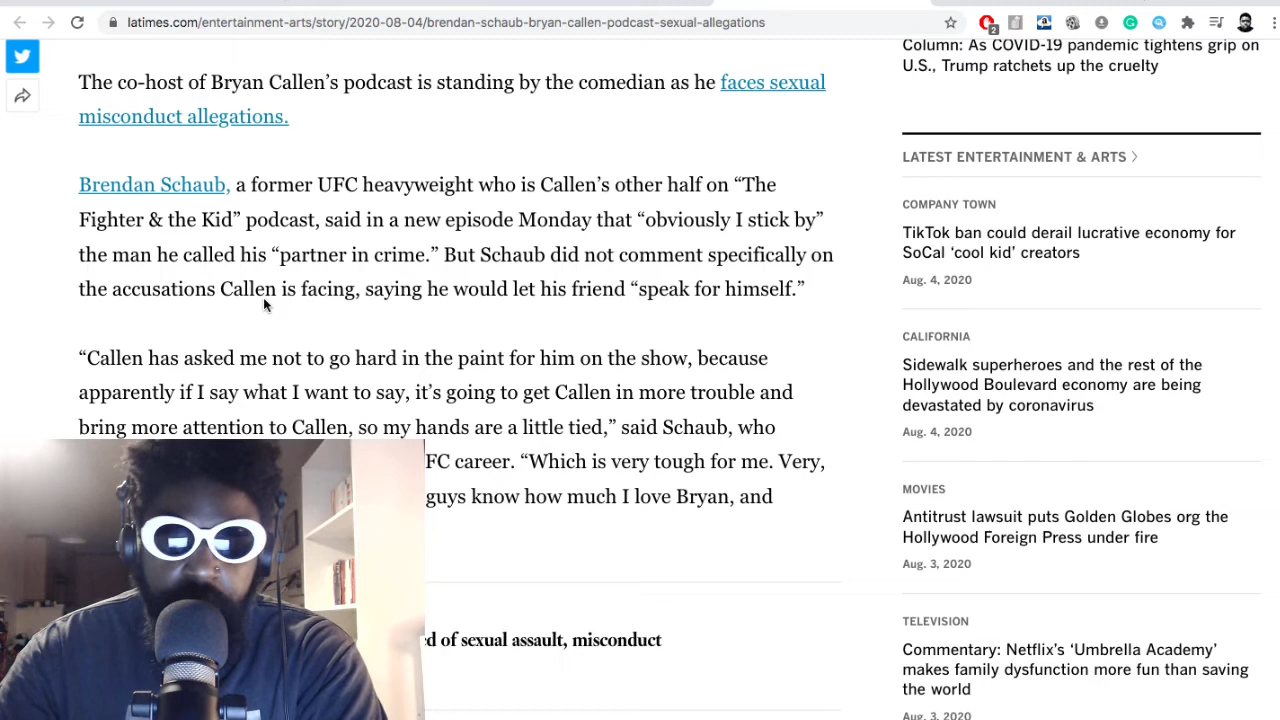 latimes.com/entertainment-arts/story/2020-08-04/brendan-schaub-bryan-callen-podcast-sexual-allegations
2
The co-host of Bryan Callen’s podcast is standing by the comedian as he faces sexual
misconduct allegations.
Brendan Schaub, a former UFC heavyweight who is Callen’s other half on “The
Fighter & the Kid” podcast, said in a new episode Monday that “obviously I stick by”
the man he called his “partner in crime.” But Schaub did not comment specifically on
the accusations Callen is facing, saying he would let his friend “speak for himself.”
“Callen has asked me not to go hard in the paint for him on the show, because
apparently if I say what I want to say, it’s going to get Callen in more trouble and
bring more attention to Callen, so my hands are a little tied,” said Schaub, who
FC career. “Which is very tough for me. Very,
guys know how much I love Bryan, and
ed of sexual assault, misconduct
Column: As COVID-19 pandemic tightens grip on
U.S., Trump ratchets up the cruelty
LATEST ENTERTAINMENT & ARTS
COMPANY TOWN
TikTok ban could derail lucrative economy for
SoCal ‘cool kid’ creators
Aug. 4, 2020
CALIFORNIA
Sidewalk superheroes and the rest of the
Hollywood Boulevard economy are being
devastated by coronavirus
Aug. 4, 2020
MOVIES
Antitrust lawsuit puts Golden Globes org the
Hollywood Foreign Press under fire
Aug. 3, 2020
TELEVISION
Commentary: Netflix’s ‘Umbrella Academy’
makes family dysfunction more fun than saving
the world
Aug. 3, 2020